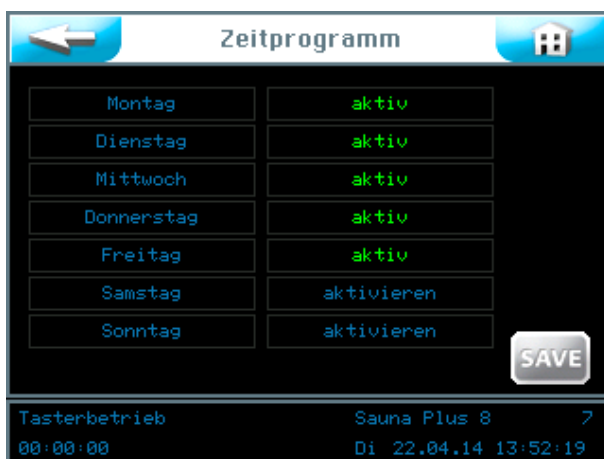 Zeitprogramm
Montag aktiv
Dienstag aktiv
Mittwoch aktiv
Donnerstag aktiv
Freitag aktiv
Samstag aktivieren
Sonntag aktivieren
SAVE
Tasterbetrieb Sauna Plus 8 7
00:00:00 Di 22.04.14 13:52:19